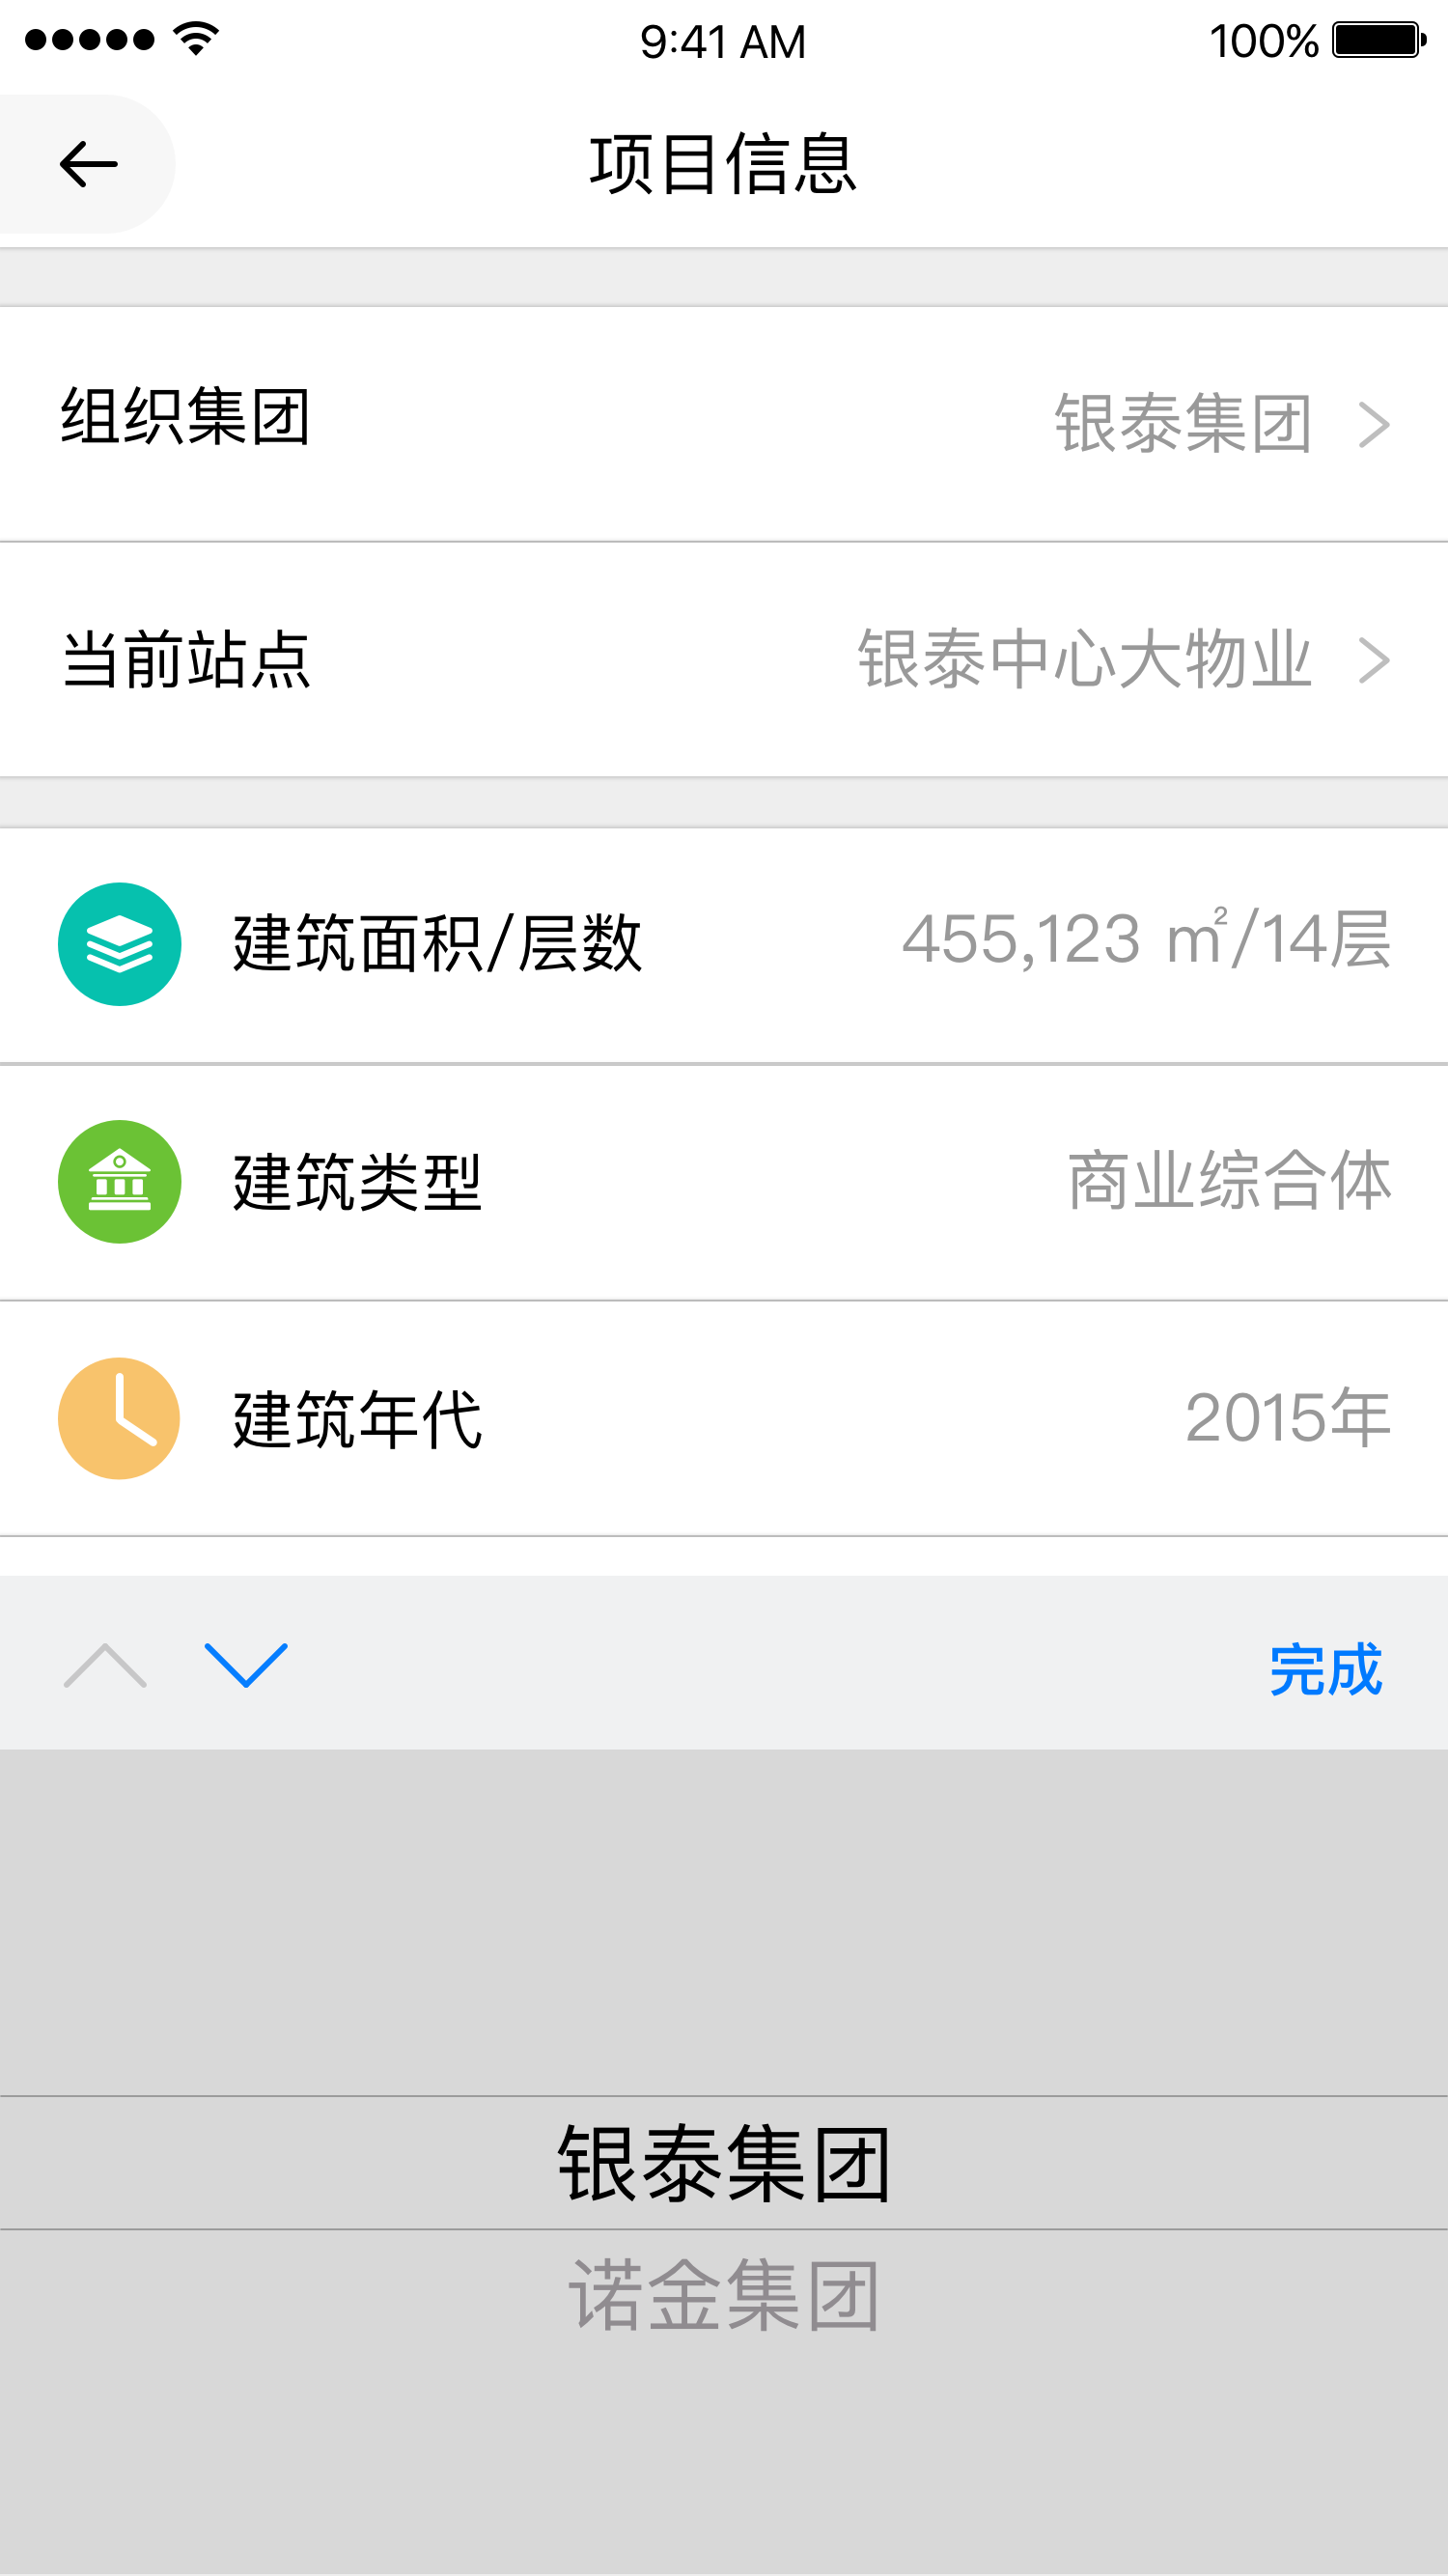 9:41 AM
100%
项目信息
组织集团
银泰集团
当前站点
银泰中心大物业
建筑面积/层数
455,123 ㎡/14层
建筑类型
商业综合体
建筑年代
2015年
完成
银泰集团
诺金集团